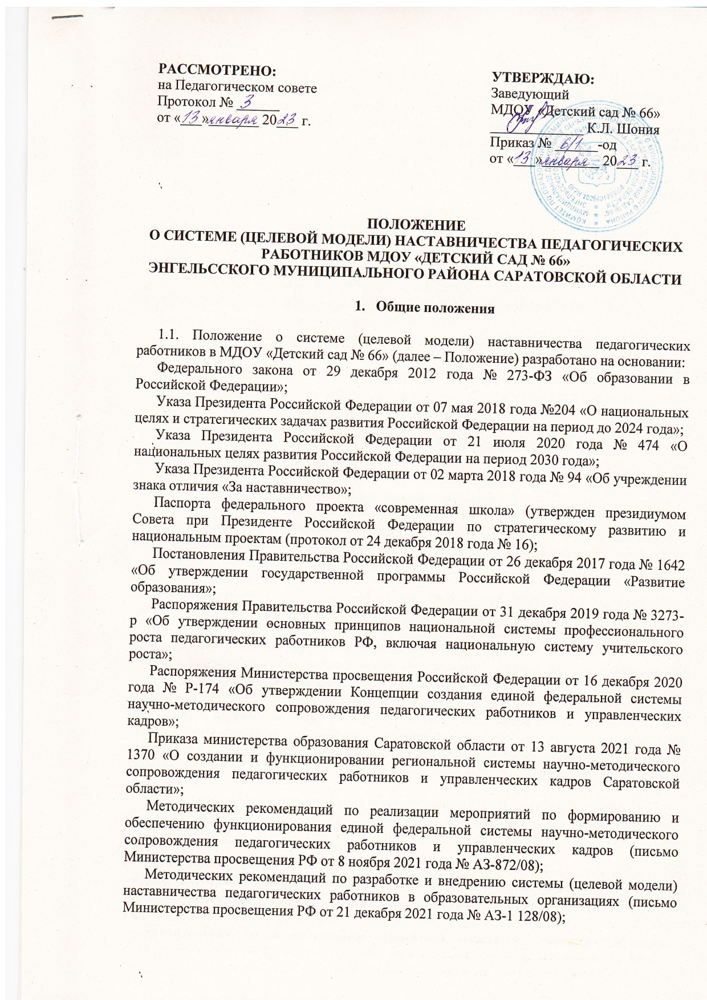 РАССМОТРЕНО:
на Педагогическом совете
Протокол № 3
от «13» января 2023 г.
УТВЕРЖДАЮ:
Заведующий
МДОУ «Детский сад № 66»
К.Л. Шония
Приказ № 6/1-од
от «13» января 2023 г.
ПОЛОЖЕНИЕ
О СИСТЕМЕ (ЦЕЛЕВОЙ МОДЕЛИ) НАСТАВНИЧЕСТВА ПЕДАГОГИЧЕСКИХ
РАБОТНИКОВ МДОУ «ДЕТСКИЙ САД № 66»
ЭНГЕЛЬССКОГО МУНИЦИПАЛЬНОГО РАЙОНА САРАТОВСКОЙ ОБЛАСТИ
1. Общие положения
1.1. Положение о системе (целевой модели) наставничества педагогических
работников в МДОУ «Детский сад № 66» (далее – Положение) разработано на основании:
Федерального закона от 29 декабря 2012 года № 273-ФЗ «Об образовании в
Российской Федерации»;
Указа Президента Российской Федерации от 07 мая 2018 года №204 «О национальных
целях и стратегических задачах развития Российской Федерации на период до 2024 года»;
Указа Президента Российской Федерации от 21 июля 2020 года № 474 «О
национальных целях развития Российской Федерации на период 2030 года»;
Указа Президента Российской Федерации от 02 марта 2018 года № 94 «Об учреждении
знака отличия «За наставничество»;
Паспорта федерального проекта «современная школа» (утвержден президиумом
Совета при Президенте Российской Федерации по стратегическому развитию и
национальным проектам (протокол от 24 декабря 2018 года № 16);
Постановления Правительства Российской Федерации от 26 декабря 2017 года № 1642
«Об утверждении государственной программы Российской Федерации «Развитие
образования»;
Распоряжения Правительства Российской Федерации от 31 декабря 2019 года № 3273-
р «Об утверждении основных принципов национальной системы профессионального
роста педагогических работников РФ, включая национальную систему учительского
роста»;
Распоряжения Министерства просвещения Российской Федерации от 16 декабря 2020
года № Р-174 «Об утверждении Концепции создания единой федеральной системы
научно-методического сопровождения педагогических работников и управленческих
кадров»;
Приказа министерства образования Саратовской области от 13 августа 2021 года №
1370 «О создании и функционировании региональной системы научно-методического
сопровождения педагогических работников и управленческих кадров Саратовской
области»;
Методических рекомендаций по реализации мероприятий по формированию и
обеспечению функционирования единой федеральной системы научно-методического
сопровождения педагогических работников и управленческих кадров (письмо
Министерства просвещения РФ от 8 ноября 2021 года № АЗ-872/08);
Методических рекомендаций по разработке и внедрению системы (целевой модели)
наставничества педагогических работников в образовательных организациях (письмо
Министерства просвещения РФ от 21 декабря 2021 года № АЗ-1 128/08);